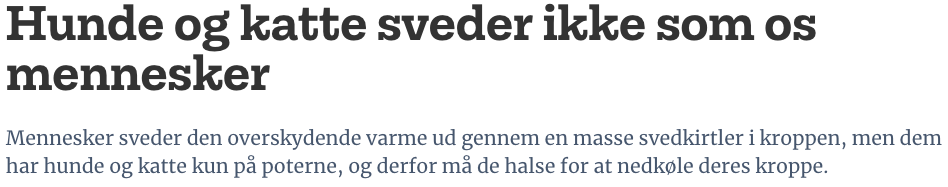 Hunde og katte sveder ikke som os
mennesker
Mennesker sveder den overskydende varme ud gennem en masse svedkirtler i kroppen, men dem
har hunde og katte kun på poterne, og derfor må de halse for at nedkøle deres kroppe.